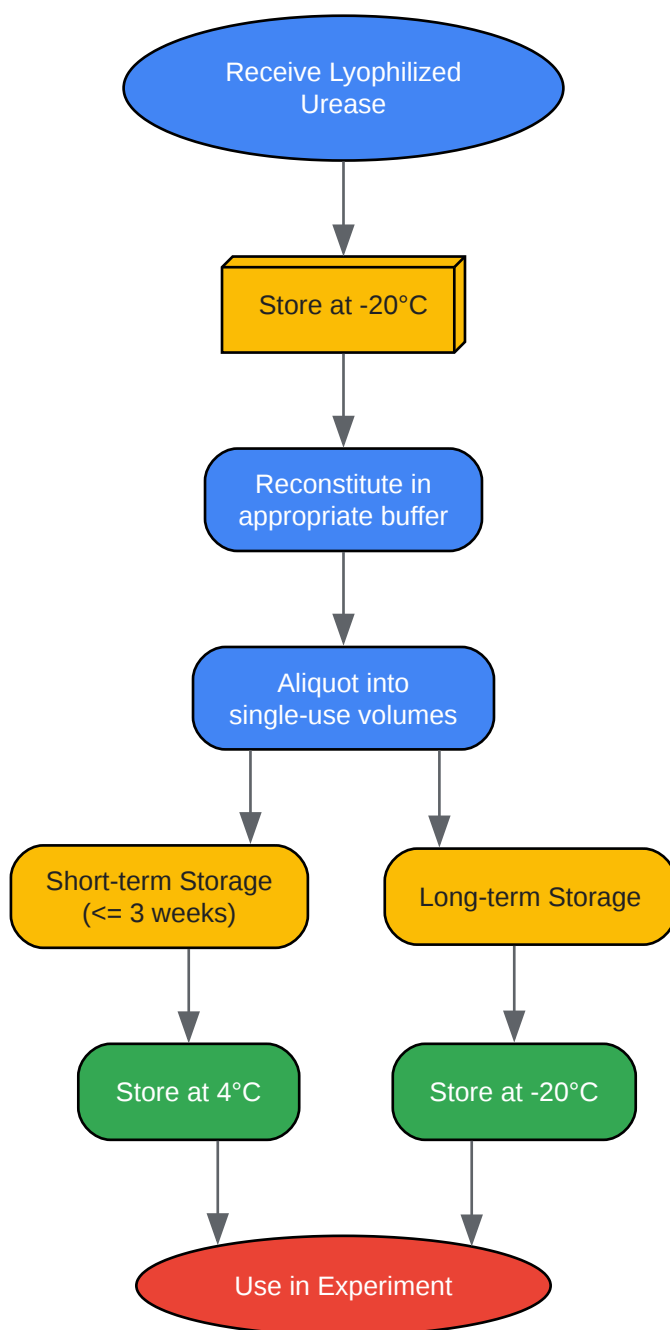 Receive Lyophilized
Urease
Store at -20°C
Reconstitute in
appropriate buffer
Aliquot into
single-use volumes
Short-term Storage
(<= 3 weeks)
Long-term Storage
Store at 4°C
Store at -20°C
Use in Experiment